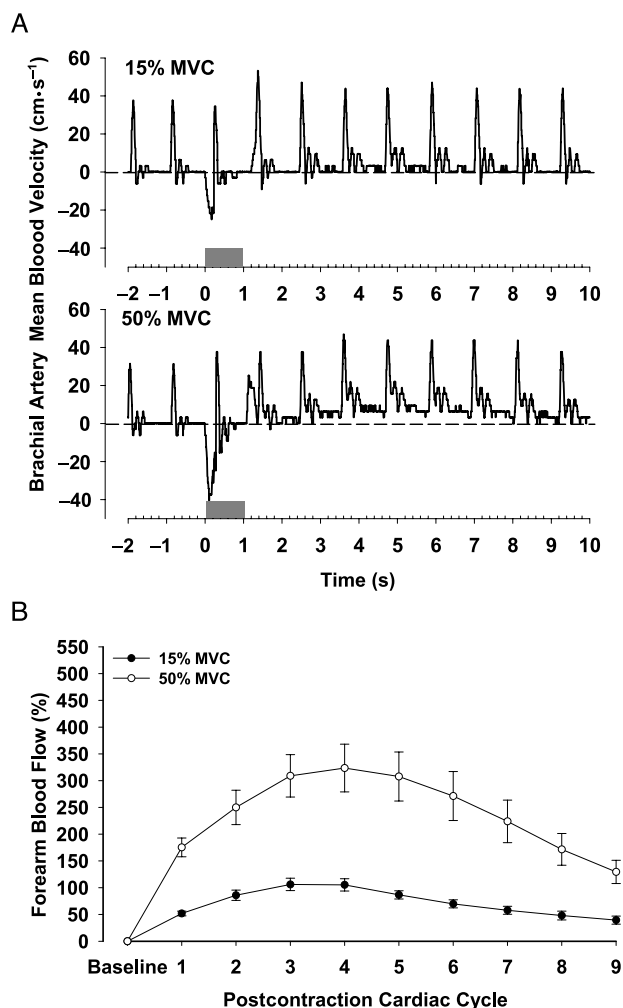 A
Brachial Artery Mean Bloood Velocity (cm·s⁻¹)
15% MVC
60
40
20
0
−20
−40
−2 −1 0 1 2 3 4 5 6 7 8 9 10
50% MVC
60
40
20
0
−20
−40
−2 −1 0 1 2 3 4 5 6 7 8 9 10
Time (s)
B
Forearm Blood Flow (%)
550
500
450
400
350
300
250
200
150
100
50
0
15% MVC
50% MVC
Baseline 1 2 3 4 5 6 7 8 9
Postcontraction Cardiac Cycle